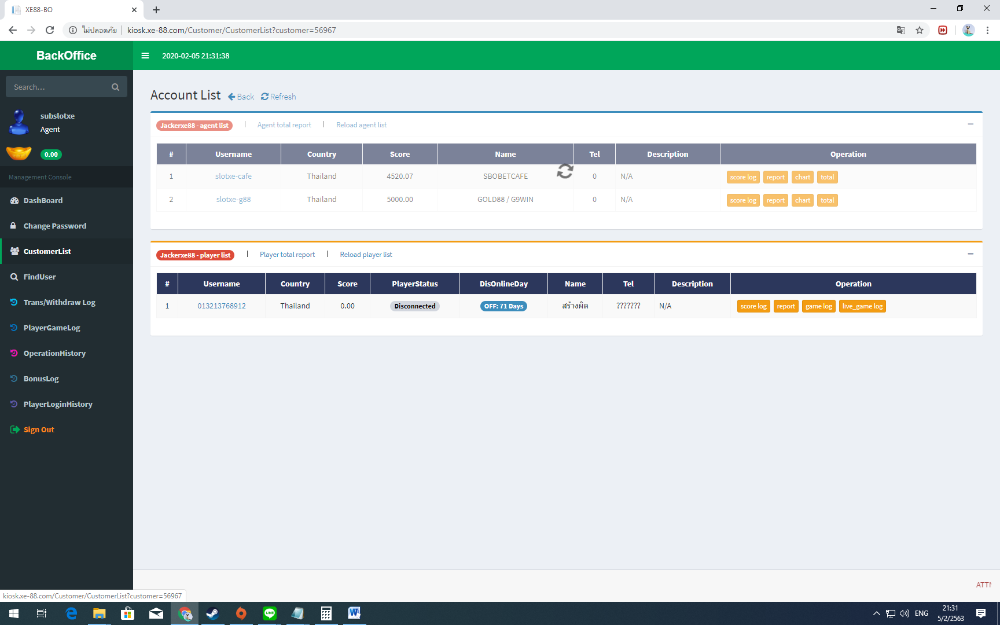 XE88-BO
ไม่ปลอดภัย kiosk.xe-88.com/Customer/CustomerList?customer=56967
BackOffice 2020-02-05 21:31:38
Search...
subslotxe
Agent
0.00
Management Console
DashBoard
Change Password
CustomerList
FindUser
Trans/Withdraw Log
PlayerGameLog
OperationHistory
BonusLog
PlayerLoginHistory
Sign Out
Account List Back Refresh
Jackerxe88 - agent list | Agent total report | Reload agent list
# Username Country Score Name Tel Description Operation
1 slotxe-cafe Thailand 4520.07 SBOBETCAFE 0 N/A score log report chart total
2 slotxe-g88 Thailand 5000.00 GOLD88 / G9WIN 0 N/A score log report chart total
Jackerxe88 - player list | Player total report | Reload player list
# Username Country Score PlayerStatus DisOnlineDay Name Tel Description Operation
1 013213768912 Thailand 0.00 Disconnected OFF: 71 Days สร้างผิด ??????? N/A score log report game log live_game log
kiosk.xe-88.com/Customer/CustomerList?customer=56967
LINE
ENG
21:31
5/2/2563